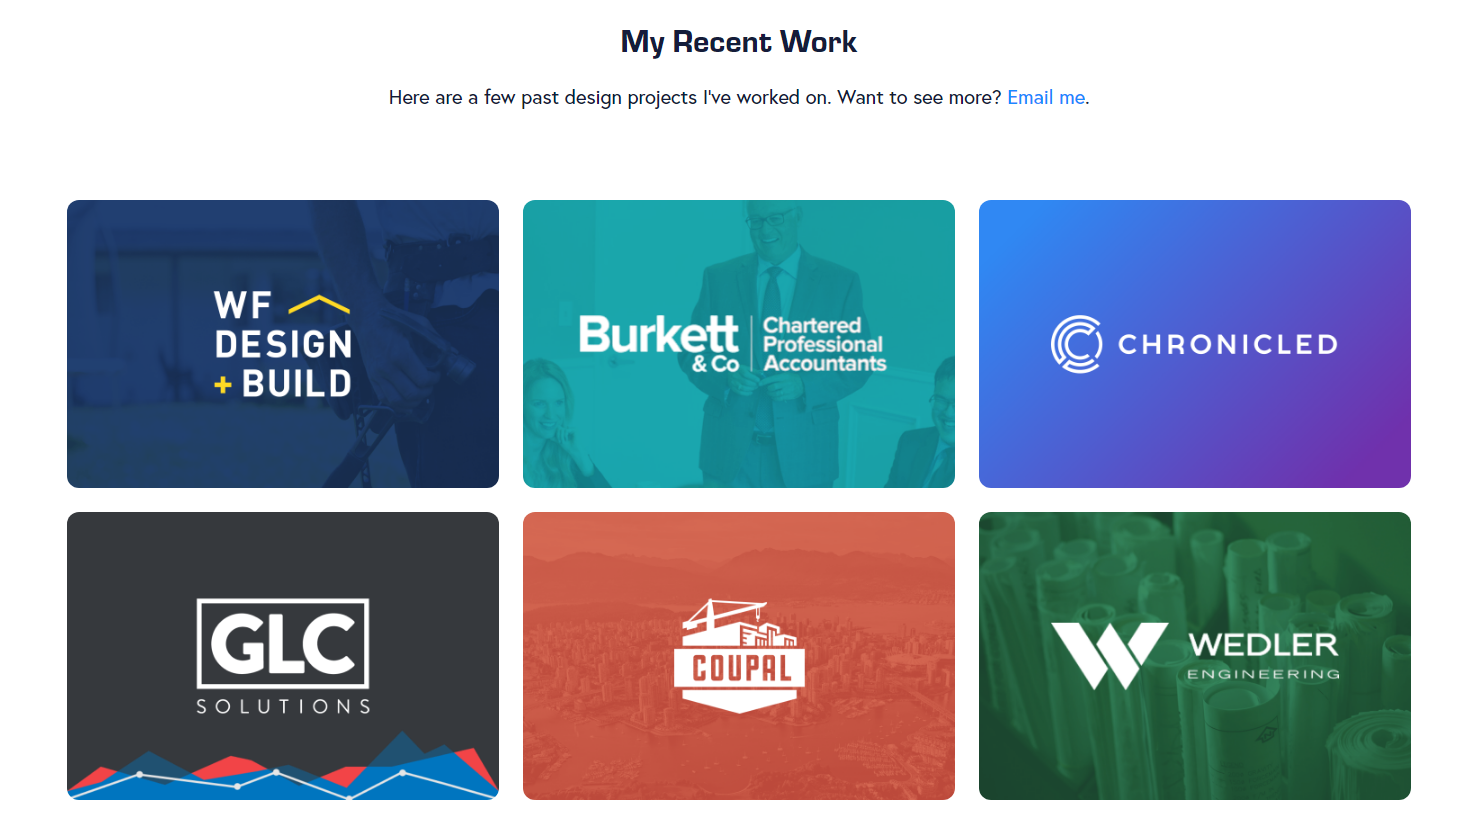 My Recent Work
Here are a few past design projects I've worked on. Want to see more? Email me.
WF
DESIGN
+ BUILD
Burkett
& Co
Chartered
Professional
Accountants
CHRONICLED
GLC
SOLUTIONS
COUPAL
WEDLER
ENGINEERING